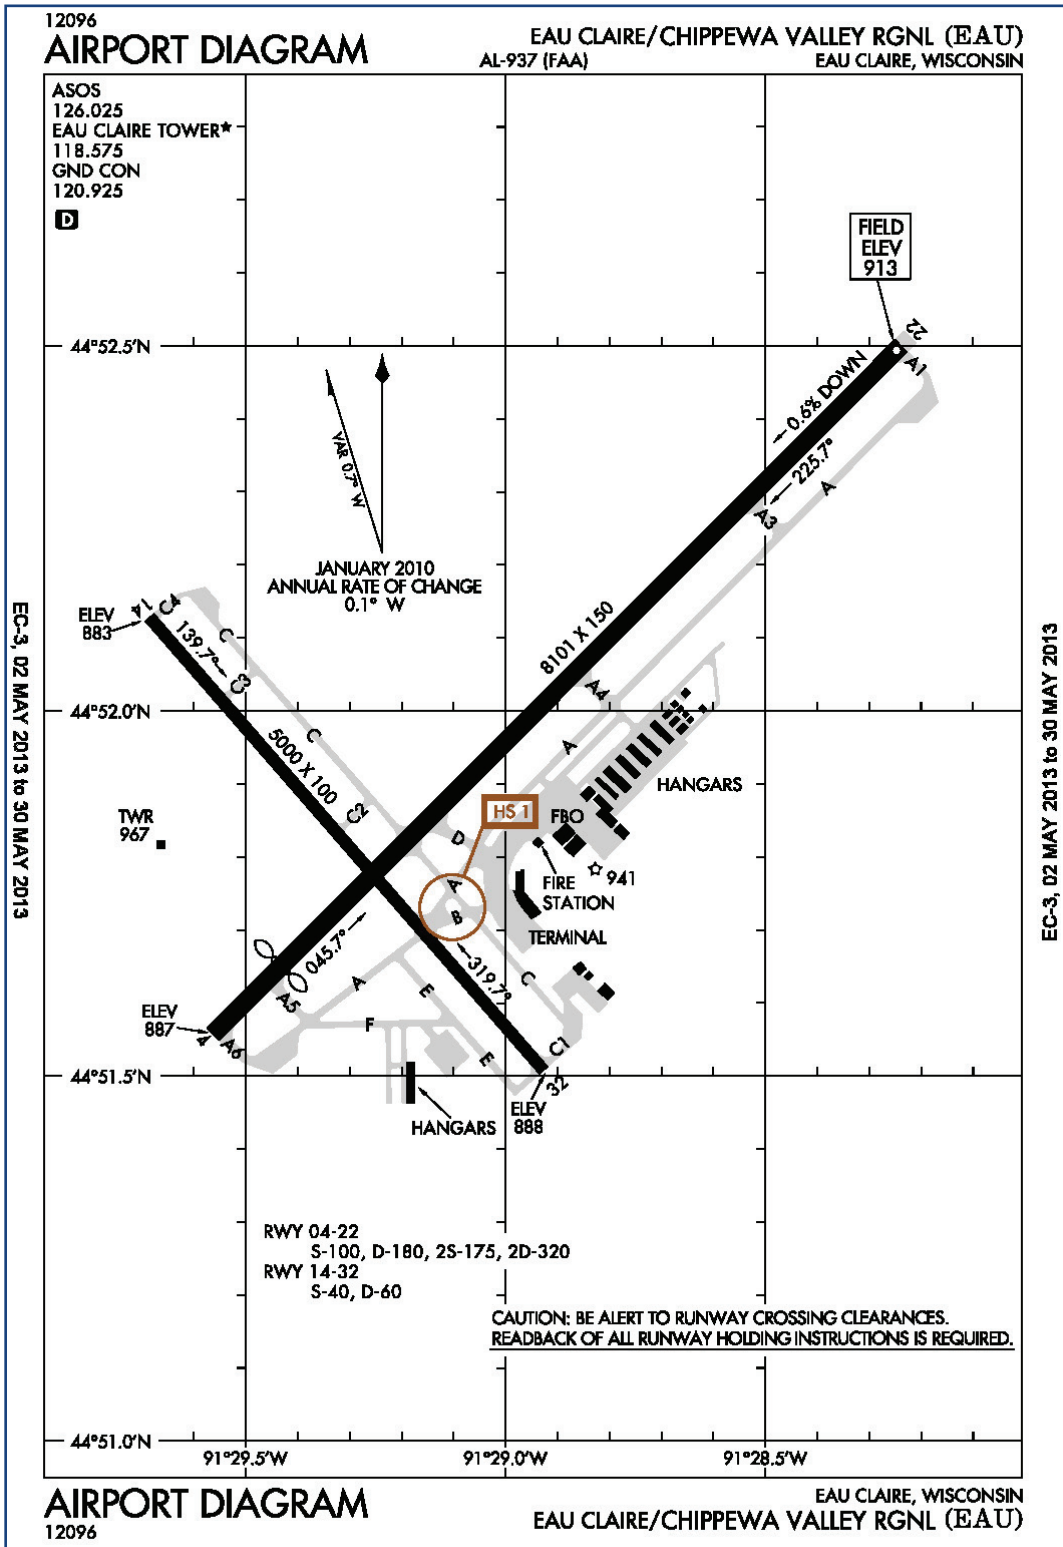 12096
AIRPORT DIAGRAM
EAU CLAIRE/CHIPPEWA VALLEY RGNL (EAU)
AL-937 (FAA)
EAU CLAIRE, WISCONSIN
ASOS
126.025
EAU CLAIRE TOWER★
118.575
GND CON
120.925
D
FIELD
ELEV
913
22
A1
44°52.5'N
0.6% DOWN
225.7°
A
A3
VAR 0.7° W
JANUARY 2010
ANNUAL RATE OF CHANGE
0.1° W
ELEV
883
14
C4
C
139.7°
C3
8101 X 150
A4
44°52.0'N
C
5000 X 100
A
HANGARS
C2
HS 1
FBO
TWR
967
D
941
FIRE
STATION
A
B
TERMINAL
045.7°
319.7°
C
A
E
A5
F
ELEV
887
4
A6
E
C1
32
44°51.5'N
ELEV
888
HANGARS
RWY 04-22
S-100, D-180, 2S-175, 2D-320
RWY 14-32
S-40, D-60
CAUTION: BE ALERT TO RUNWAY CROSSING CLEARANCES.
READBACK OF ALL RUNWAY HOLDING INSTRUCTIONS IS REQUIRED.
44°51.0'N
91°29.5'W
91°29.0'W
91°28.5'W
EC-3, 02 MAY 2013 to 30 MAY 2013
EC-3, 02 MAY 2013 to 30 MAY 2013
AIRPORT DIAGRAM
12096
EAU CLAIRE, WISCONSIN
EAU CLAIRE/CHIPPEWA VALLEY RGNL (EAU)